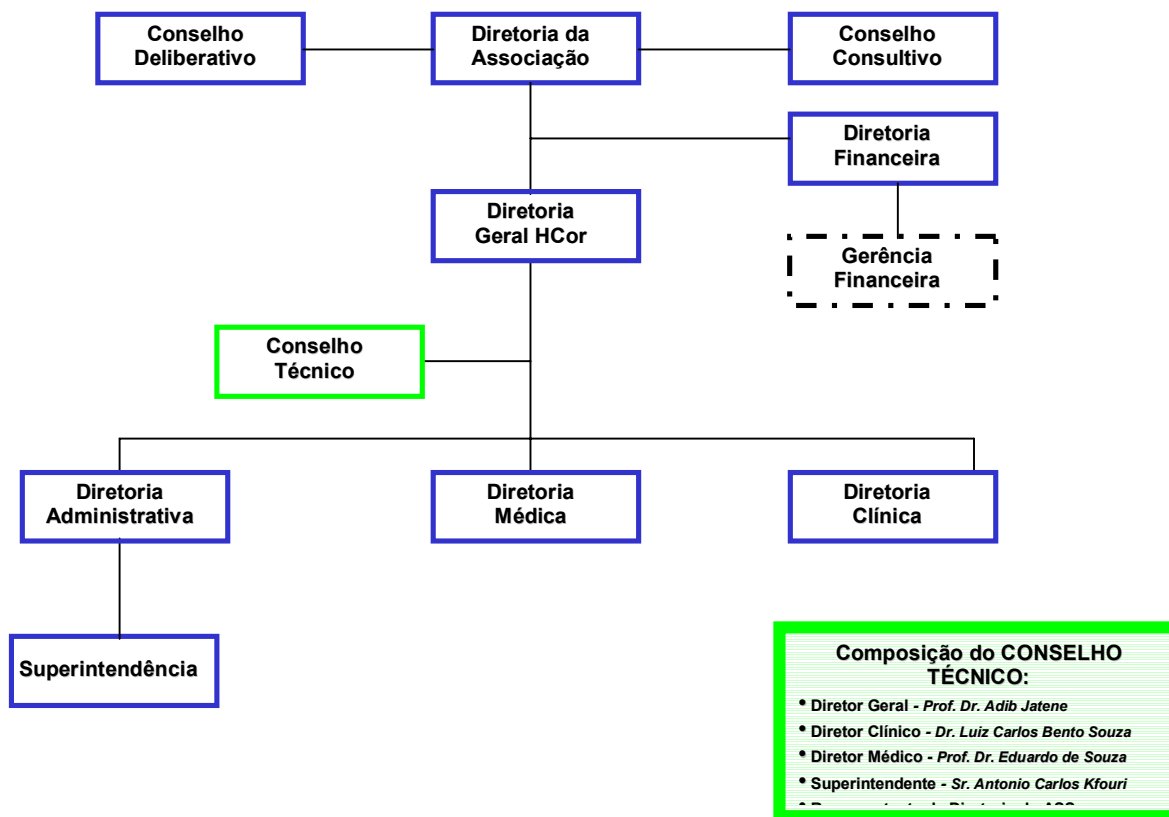 Conselho
Deliberativo
Diretoria da
Associação
Conselho
Consultivo
Diretoria
Financeira
Diretoria
Geral HCor
Gerência
Financeira
Conselho
Técnico
Diretoria
Administrativa
Diretoria
Médica
Diretoria
Clínica
Superintendência
Composição do CONSELHO
TÉCNICO:
• Diretor Geral - Prof. Dr. Adib Jatene
• Diretor Clínico - Dr. Luiz Carlos Bento Souza
• Diretor Médico - Prof. Dr. Eduardo de Souza
• Superintendente - Sr. Antonio Carlos Kfouri